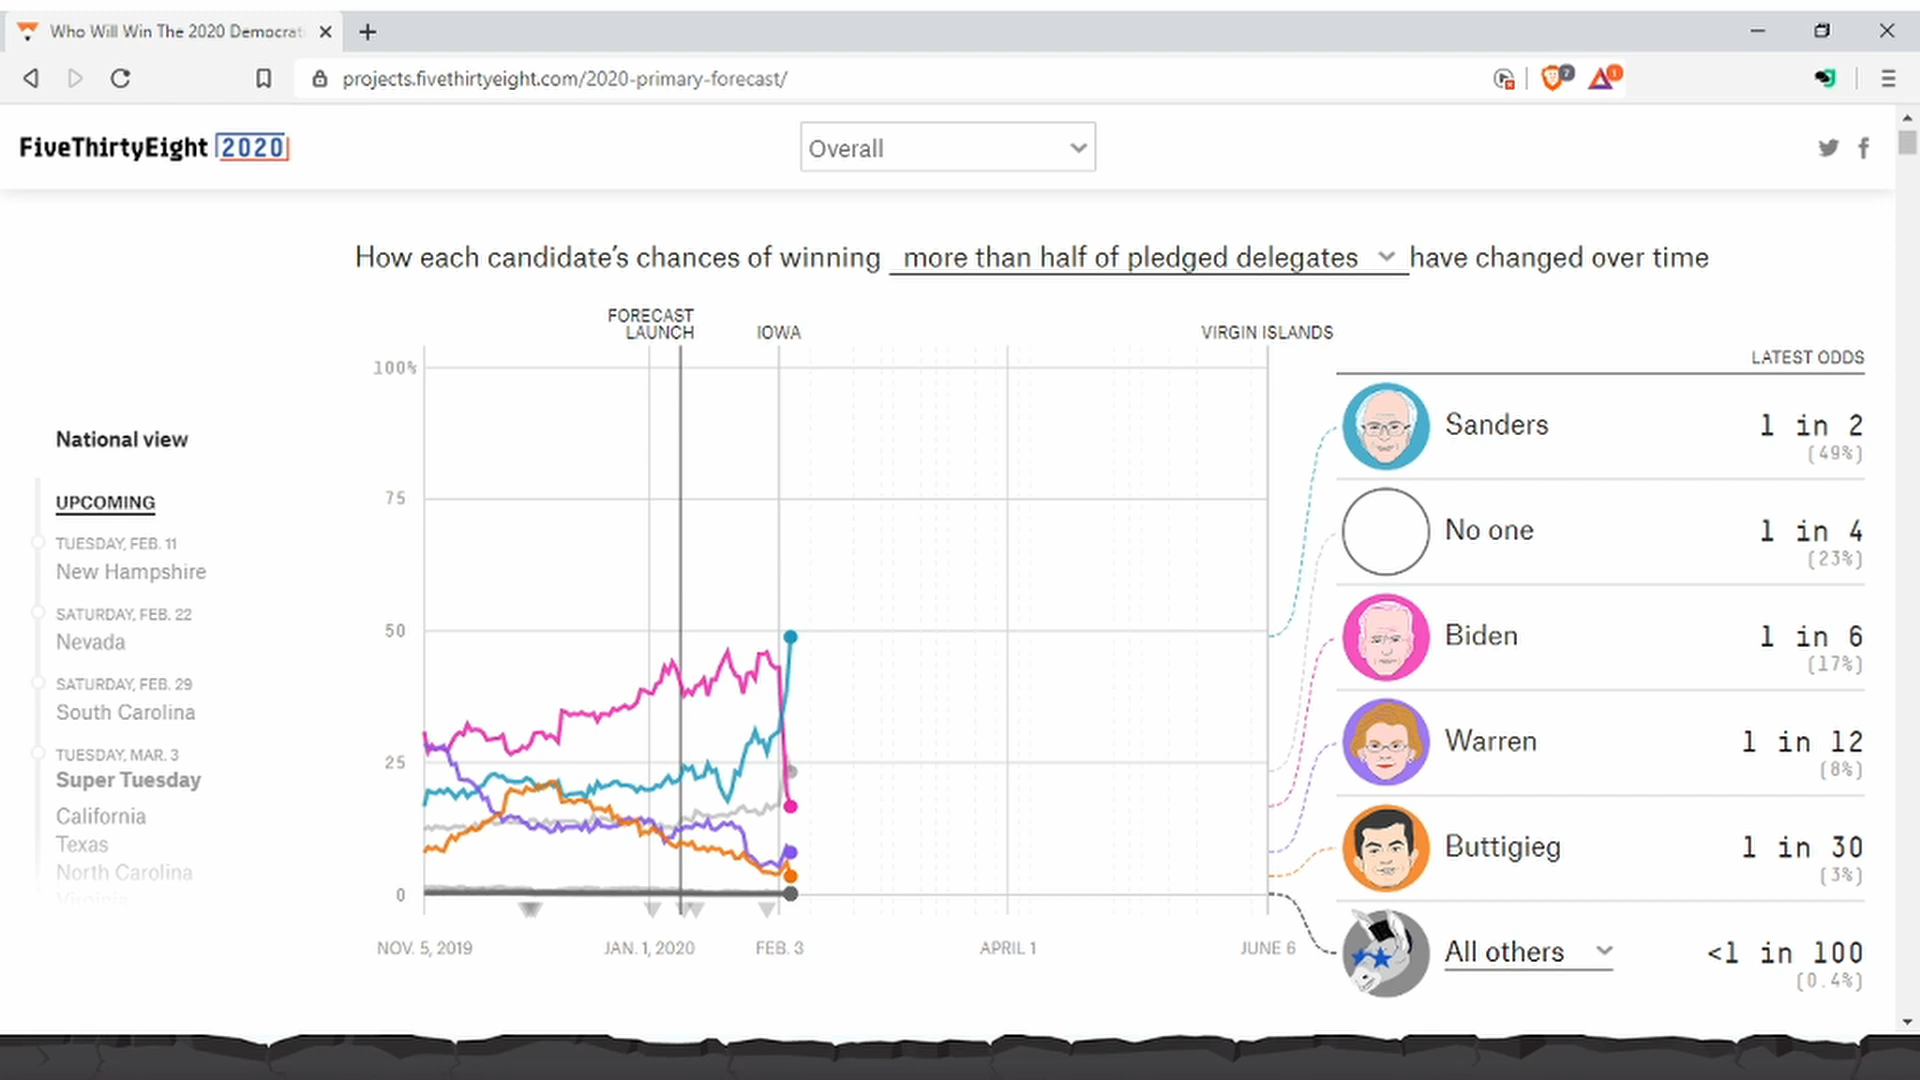 Who Will Win The 2020 Democrat
projects.fivethirtyeight.com/2020-primary-forecast/
7
1
FiveThirtyEight 2020
Overall
How each candidate's chances of winning more than half of pledged delegates have changed over time
FORECAST
LAUNCH
IOWA
VIRGIN ISLANDS
LATEST ODDS
100%
75
50
25
0
NOV. 5, 2019
JAN. 1, 2020
FEB. 3
APRIL 1
JUNE 6
National view
UPCOMING
TUESDAY, FEB. 11
New Hampshire
SATURDAY, FEB. 22
Nevada
SATURDAY, FEB. 29
South Carolina
TUESDAY, MAR. 3
Super Tuesday
California
Texas
North Carolina
Virginia
Sanders
1 in 2
(49%)
No one
1 in 4
(23%)
Biden
1 in 6
(17%)
Warren
1 in 12
(8%)
Buttigieg
1 in 30
(3%)
All others
<1 in 100
(0.4%)